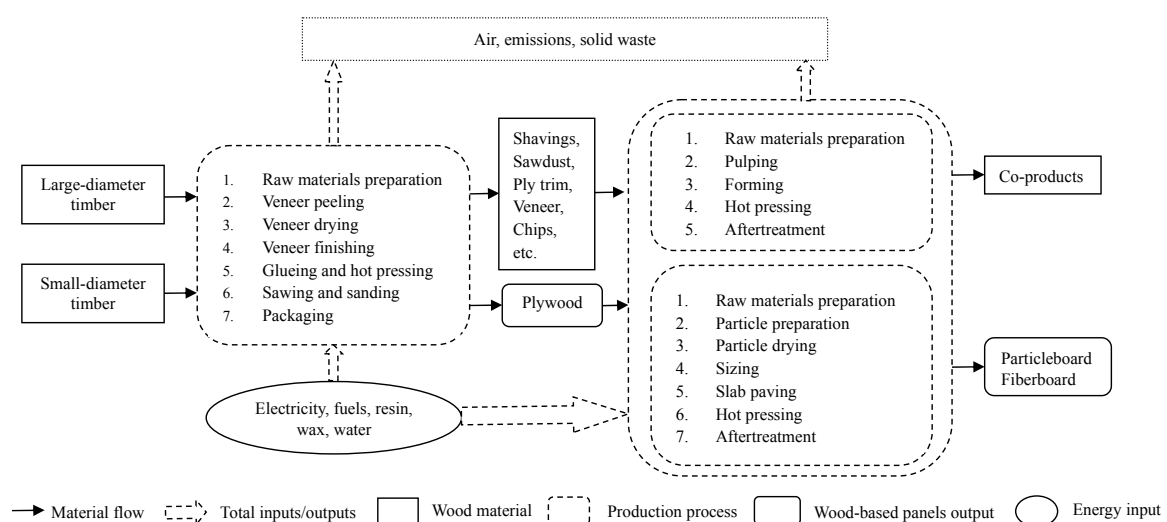 Air, emissions, solid waste
Large-diameter
timber
Small-diameter
timber
1. Raw materials preparation
2. Veneer peeling
3. Veneer drying
4. Veneer finishing
5. Glueing and hot pressing
6. Sawing and sanding
7. Packaging
Electricity, fuels, resin,
wax, water
Shavings,
Sawdust,
Ply trim,
Veneer,
Chips,
etc.
Plywood
1. Raw materials preparation
2. Pulping
3. Forming
4. Hot pressing
5. Aftertreatment
1. Raw materials preparation
2. Particle preparation
3. Particle drying
4. Sizing
5. Slab paving
6. Hot pressing
7. Aftertreatment
Co-products
Particleboard
Fiberboard
Material flow
Total inputs/outputs
Wood material
Production process
Wood-based panels output
Energy input